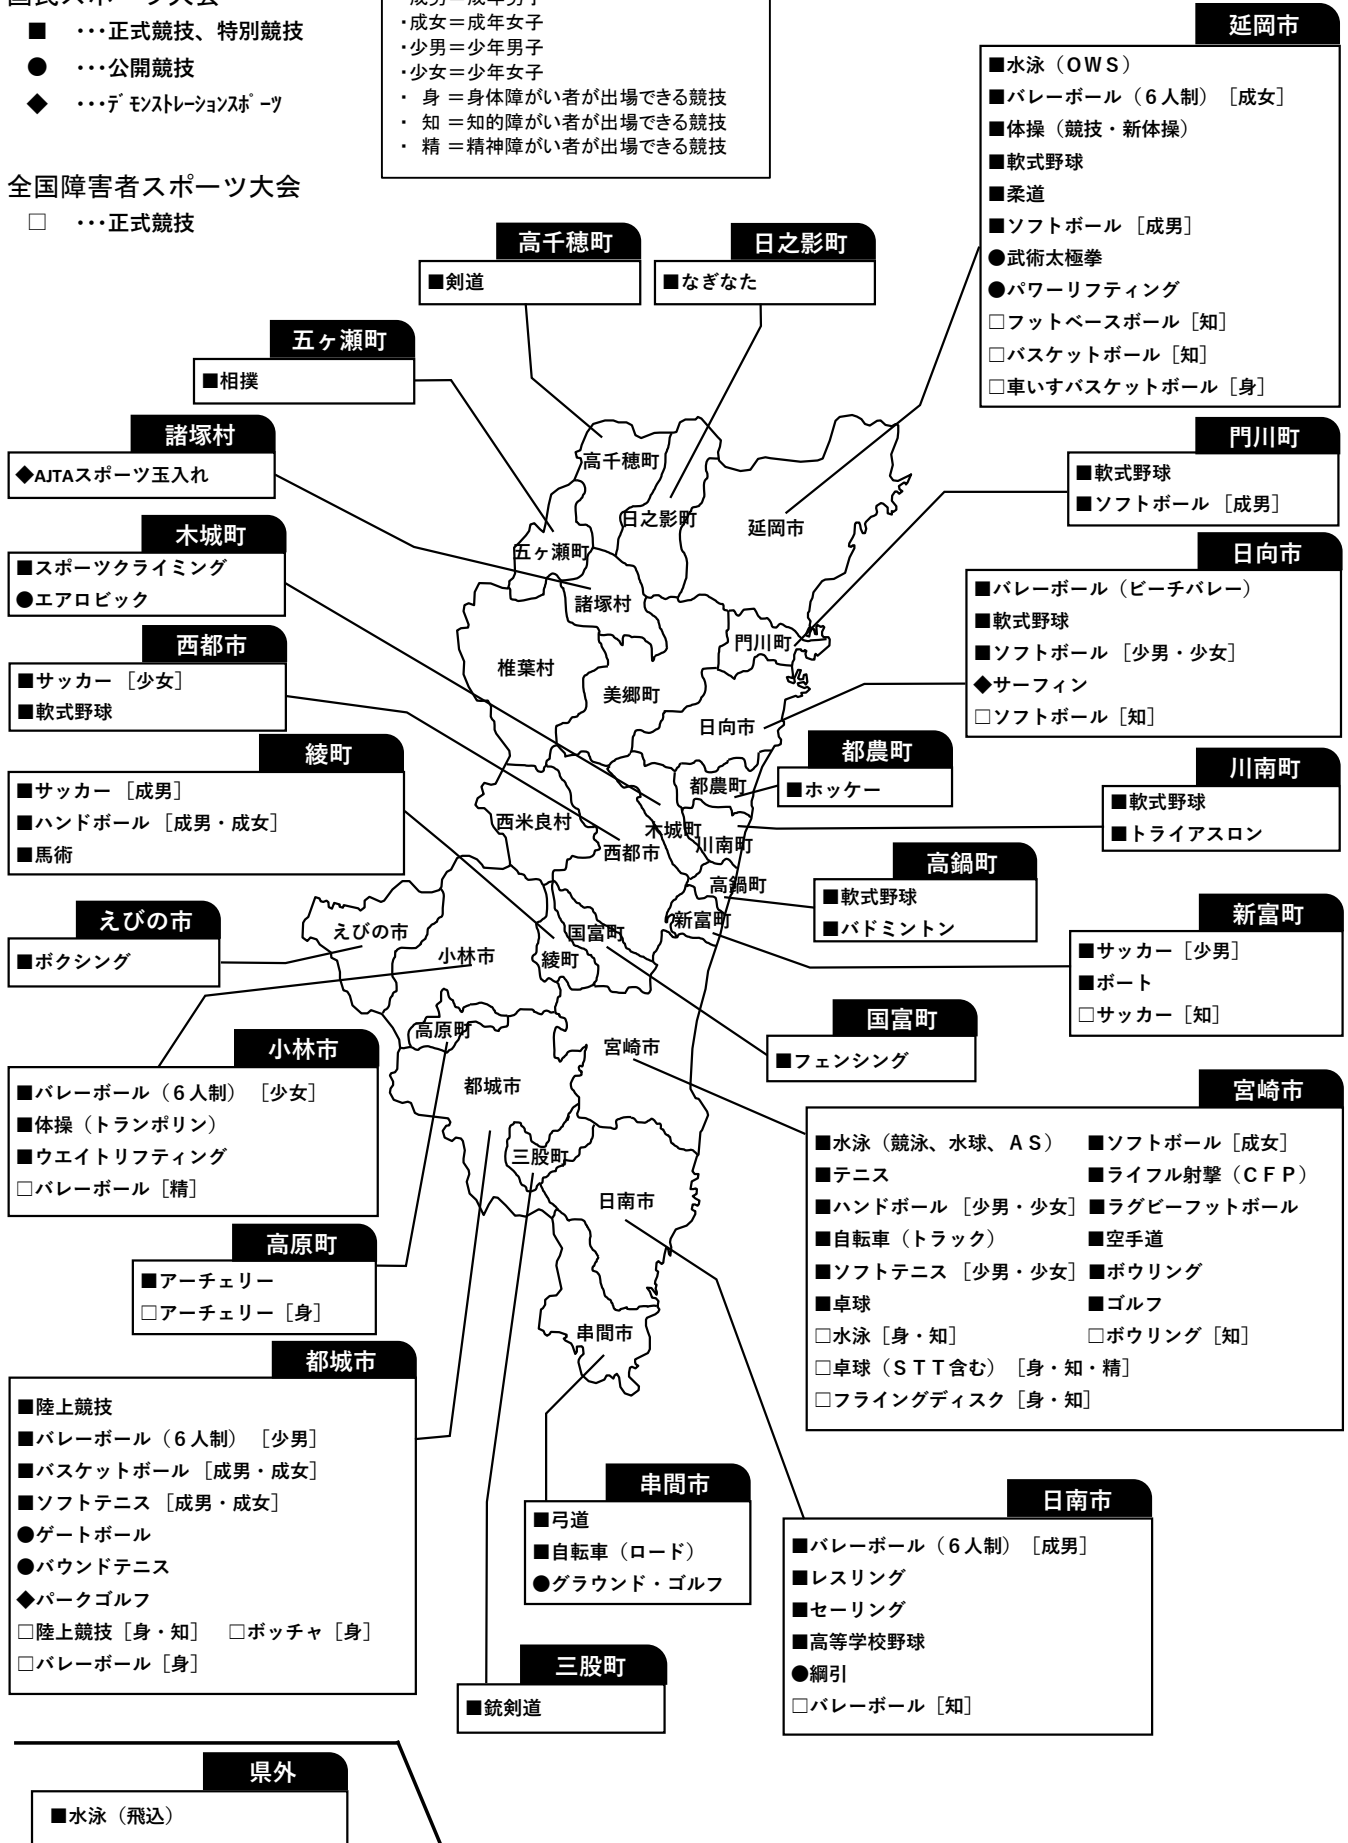 国民スポーツ大会
■ ･･･正式競技、特別競技
● ･･･公開競技
◆ ･･･ﾃﾞﾓﾝｽﾄﾚｰｼｮﾝｽﾎﾟｰﾂ
全国障害者スポーツ大会
□ ･･･正式競技
・成男＝成年男子
・成女＝成年女子
・少男＝少年男子
・少女＝少年女子
・ 身 ＝身体障がい者が出場できる競技
・ 知 ＝知的障がい者が出場できる競技
・ 精 ＝精神障がい者が出場できる競技
延岡市
■水泳（ＯＷＳ）
■バレーボール（６人制）［成女］
■体操（競技・新体操）
■軟式野球
■柔道
■ソフトボール ［成男］
●武術太極拳
●パワーリフティング
□フットベースボール［知］
□バスケットボール［知］
□車いすバスケットボール［身］
高千穂町
■剣道
日之影町
■なぎなた
五ヶ瀬町
■相撲
諸塚村
◆AJTAスポーツ玉入れ
門川町
■軟式野球
■ソフトボール［成男］
木城町
■スポーツクライミング
●エアロビック
日向市
■バレーボール（ビーチバレー）
■軟式野球
■ソフトボール ［少男・少女］
◆サーフィン
□ソフトボール［知］
西都市
■サッカー ［少女］
■軟式野球
綾町
■サッカー ［成男］
■ハンドボール ［成男・成女］
■馬術
都農町
■ホッケー
川南町
■軟式野球
■トライアスロン
高鍋町
■軟式野球
■バドミントン
えびの市
■ボクシング
新富町
■サッカー［少男］
■ボート
□サッカー［知］
国富町
■フェンシング
小林市
■バレーボール（６人制） ［少女］
■体操（トランポリン）
■ウエイトリフティング
□バレーボール［精］
宮崎市
■水泳（競泳、水球、ＡＳ） ■ソフトボール［成女］
■テニス ■ライフル射撃（ＣＦＰ）
■ハンドボール ［少男・少女］ ■ラグビーフットボール
■自転車（トラック） ■空手道
■ソフトテニス ［少男・少女］ ■ボウリング
■卓球 ■ゴルフ
□水泳［身・知］ □ボウリング［知］
□卓球（ＳＴＴ含む）［身・知・精］
□フライングディスク［身・知］
高原町
■アーチェリー
□アーチェリー［身］
都城市
■陸上競技
■バレーボール（６人制） ［少男］
■バスケットボール ［成男・成女］
■ソフトテニス ［成男・成女］
●ゲートボール
●バウンドテニス
◆パークゴルフ
□陸上競技［身・知］ □ボッチャ［身］
□バレーボール［身］
串間市
■弓道
■自転車（ロード）
●グラウンド・ゴルフ
日南市
■バレーボール（６人制）［成男］
■レスリング
■セーリング
■高等学校野球
●綱引
□バレーボール［知］
三股町
■銃剣道
県外
■水泳（飛込）
高千穂町
日之影町
延岡市
五ヶ瀬町
諸塚村
門川町
椎葉村
美郷町
日向市
都農町
西米良村
木城町
川南町
西都市
高鍋町
新富町
えびの市
国富町
小林市
綾町
高原町
宮崎市
都城市
三股町
日南市
串間市